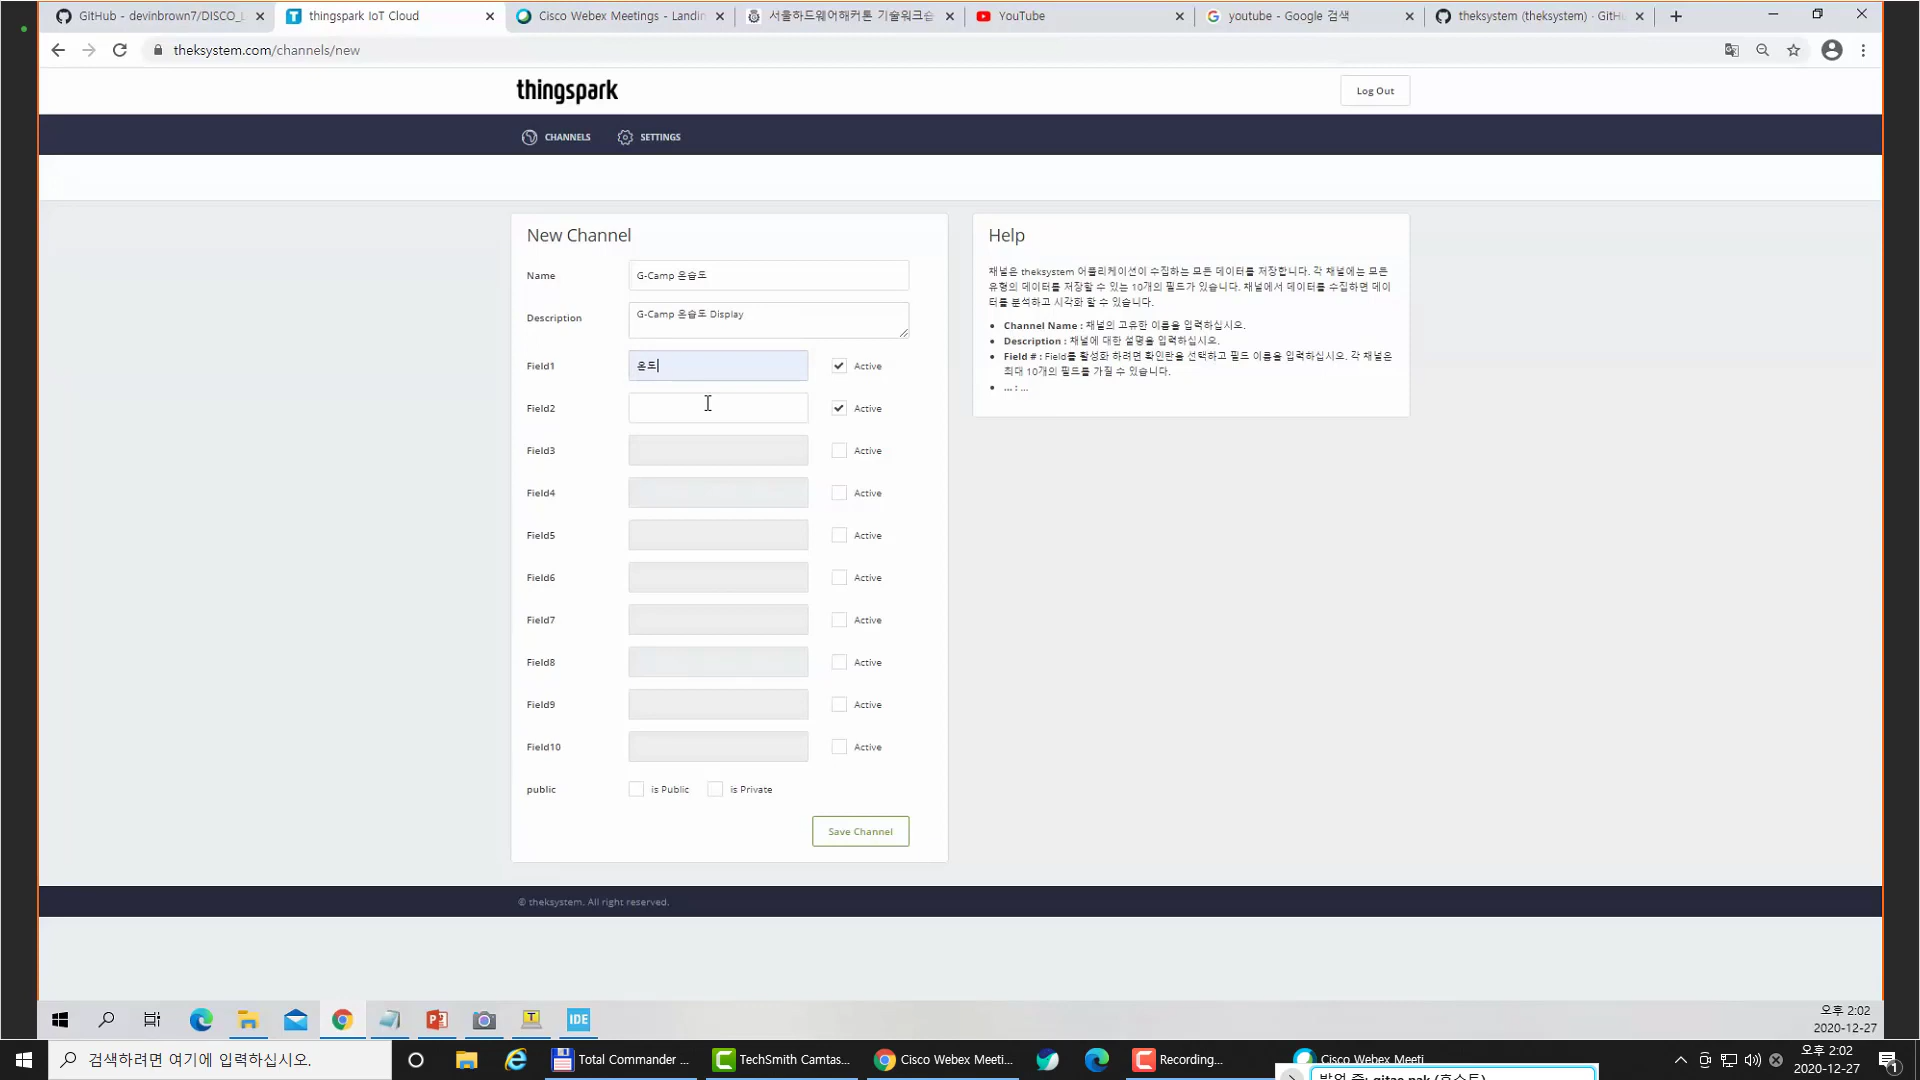 GitHub - devinbrown7/DISCO_L
thingspark IoT Cloud
Cisco Webex Meetings - Landin
서울하드웨어해커톤 기술워크숍
YouTube
youtube - Google 검색
theksystem (theksystem) · GitH
theksystem.com/channels/new
thingspark
Log Out
CHANNELS
SETTINGS
New Channel
Name
G-Camp 온습도
Description
G-Camp 온습도 Display
Field1
온도
Active
Field2
Active
Field3
Active
Field4
Active
Field5
Active
Field6
Active
Field7
Active
Field8
Active
Field9
Active
Field10
Active
public
is Public
is Private
Save Channel
Help
채널은 theksystem 어플리케이션이 수집하는 모든 데이터를 저장합니다. 각 채널에는 모든
유형의 데이터를 저장할 수 있는 10개의 필드가 있습니다. 채널에서 데이터를 수집하면 데이
터를 분석하고 시각화 할 수 있습니다.
Channel Name : 채널의 고유한 이름을 입력하십시오.
Description : 채널에 대한 설명을 입력하십시오.
Field # : Field를 활성화 하려면 확인란을 선택하고 필드 이름을 입력하십시오. 각 채널은
최대 10개의 필드를 가질 수 있습니다.
... : ...
© theksystem. All right reserved.
IDE
오후 2:02
2020-12-27
검색하려면 여기에 입력하십시오.
Total Commander ...
TechSmith Camtas...
Cisco Webex Meeti...
Recording...
Cisco Webex Meeti
오후 2:02
2020-12-27
1